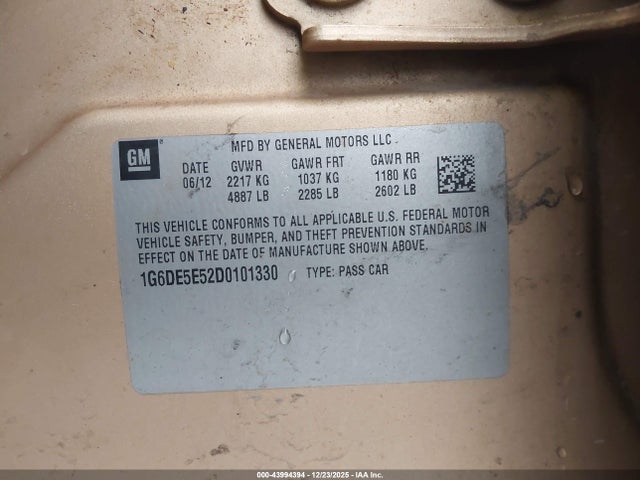 GM
MFD BY GENERAL MOTORS LLC
DATE GVWR GAWR FRT GAWR RR
06/12 2217 KG 1037 KG 1180 KG
4887 LB 2285 LB 2602 LB
THIS VEHICLE CONFORMS TO ALL APPLICABLE U.S. FEDERAL MOTOR
VEHICLE SAFETY, BUMPER, AND THEFT PREVENTION STANDARDS IN
EFFECT ON THE DATE OF MANUFACTURE SHOWN ABOVE.
1G6DE5E52D0101330 TYPE: PASS CAR
© QUEST - 43994394 - 12/23/2025 - IAA Inc.